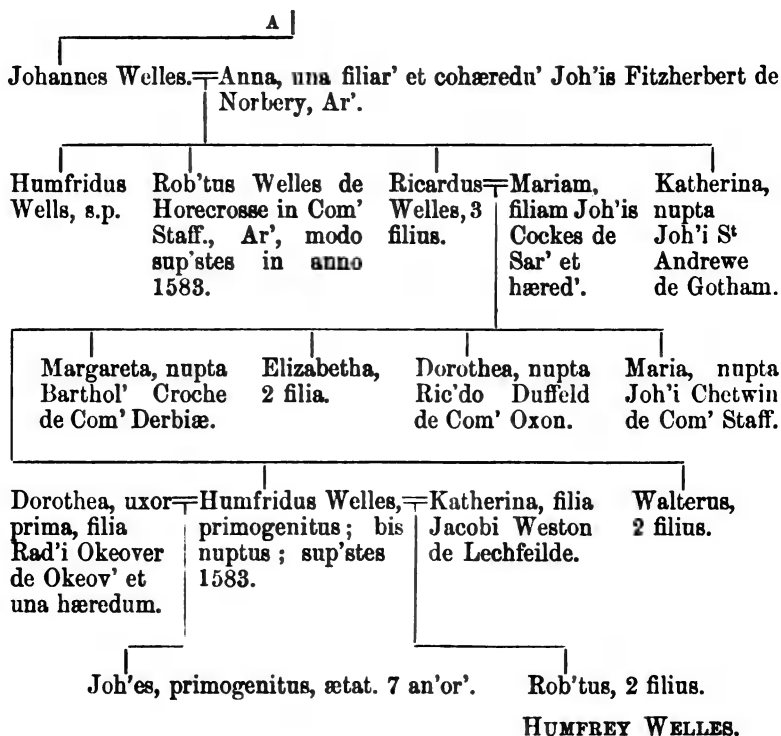 A
Johannes Welles.
Anna, una filiar' et cohæredu' Joh'is Fitzherbert de
Norbery, Ar'.
Humfridus
Wells, s.p.
Rob'tus Welles de
Horecrosse in Com'
Staff., Ar', modo
sup'stes in anno
1583.
Ricardus
Welles, 3
filius.
Mariam,
filiam Joh'is
Cockes de
Sar' et
hæred'.
Katherina,
nupta
Joh'i St
Andrewe
de Gotham.
Margareta, nupta
Barthol' Croche
de Com' Derbiæ.
Elizabetha,
2 filia.
Dorothea, nupta
Ric'do Duffeld
de Com' Oxon.
Maria, nupta
Joh'i Chetwin
de Com' Staff.
Dorothea, uxor
prima, filia
Rad'i Okeover
de Okeov' et
una hæredum.
Humfridus Welles,
primogenitus; bis
nuptus; sup'stes
1583.
Katherina, filia
Jacobi Weston
de Lechfeilde.
Walterus,
2 filius.
Joh'es, primogenitus, ætat. 7 an'or'.
Rob'tus, 2 filius.
HUMFREY WELLES.